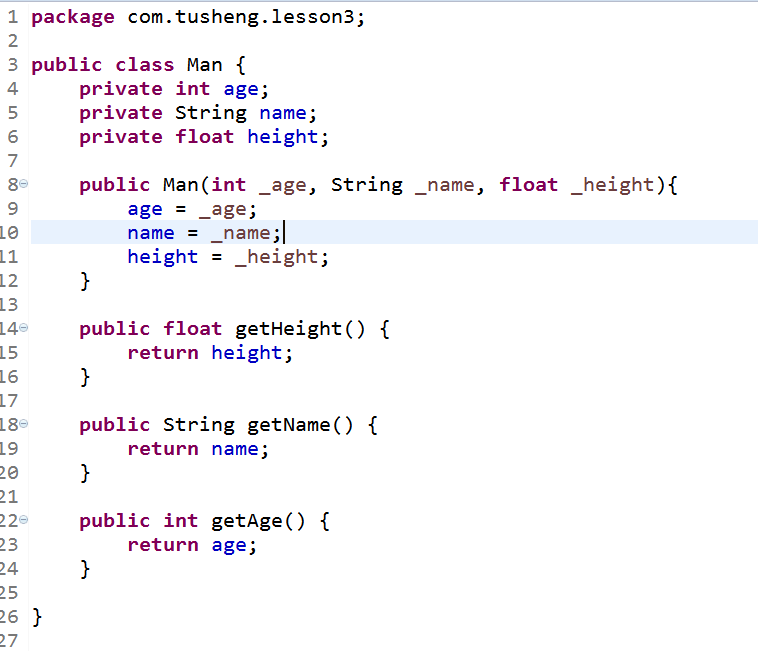 1 package com.tusheng.lesson3;
2
3 public class Man {
4     private int age;
5     private String name;
6     private float height;
7
8     public Man(int _age, String _name, float _height){
9         age = _age;
10         name = _name;
11         height = _height;
12     }
13
14     public float getHeight() {
15         return height;
16     }
17
18     public String getName() {
19         return name;
20     }
21
22     public int getAge() {
23         return age;
24     }
25
26 }
27